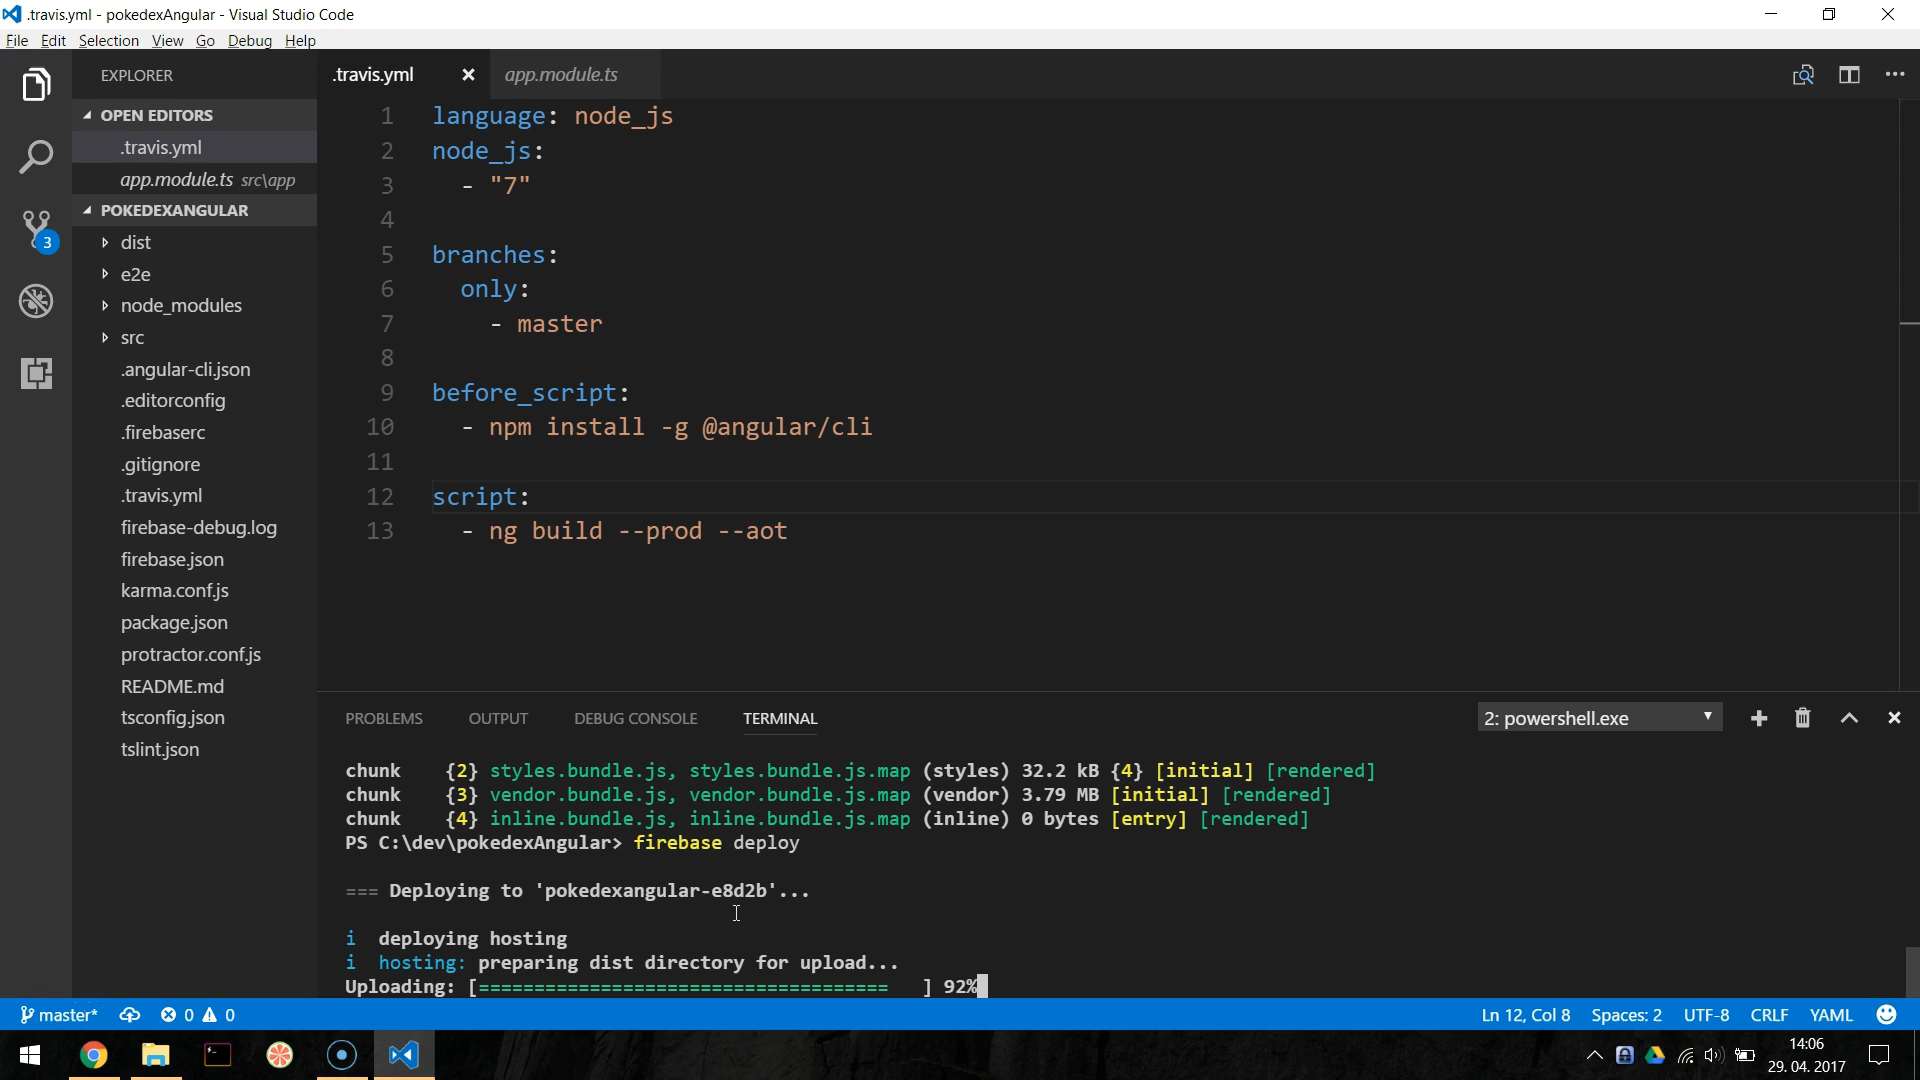 .travis.yml - pokedexAngular - Visual Studio Code
File Edit Selection View Go Debug Help
EXPLORER
OPEN EDITORS
.travis.yml
app.module.ts src\app
POKEDEXANGULAR
dist
e2e
node_modules
src
.angular-cli.json
.editorconfig
.firebaserc
.gitignore
.travis.yml
firebase-debug.log
firebase.json
karma.conf.js
package.json
protractor.conf.js
README.md
tsconfig.json
tslint.json
3
.travis.yml app.module.ts
1 language: node_js
2 node_js:
3 - "7"
4
5 branches:
6 only:
7 - master
8
9 before_script:
10 - npm install -g @angular/cli
11
12 script:
13 - ng build --prod --aot
PROBLEMS OUTPUT DEBUG CONSOLE TERMINAL 2: powershell.exe
chunk {2} styles.bundle.js, styles.bundle.js.map (styles) 32.2 kB {4} [initial] [rendered]
chunk {3} vendor.bundle.js, vendor.bundle.js.map (vendor) 3.79 MB [initial] [rendered]
chunk {4} inline.bundle.js, inline.bundle.js.map (inline) 0 bytes [entry] [rendered]
PS C:\dev\pokedexAngular> firebase deploy
=== Deploying to 'pokedexangular-e8d2b'...
i deploying hosting
i hosting: preparing dist directory for upload...
Uploading: [===================================== ] 92%
master* 0 0 Ln 12, Col 8 Spaces: 2 UTF-8 CRLF YAML
14:06
29. 04. 2017